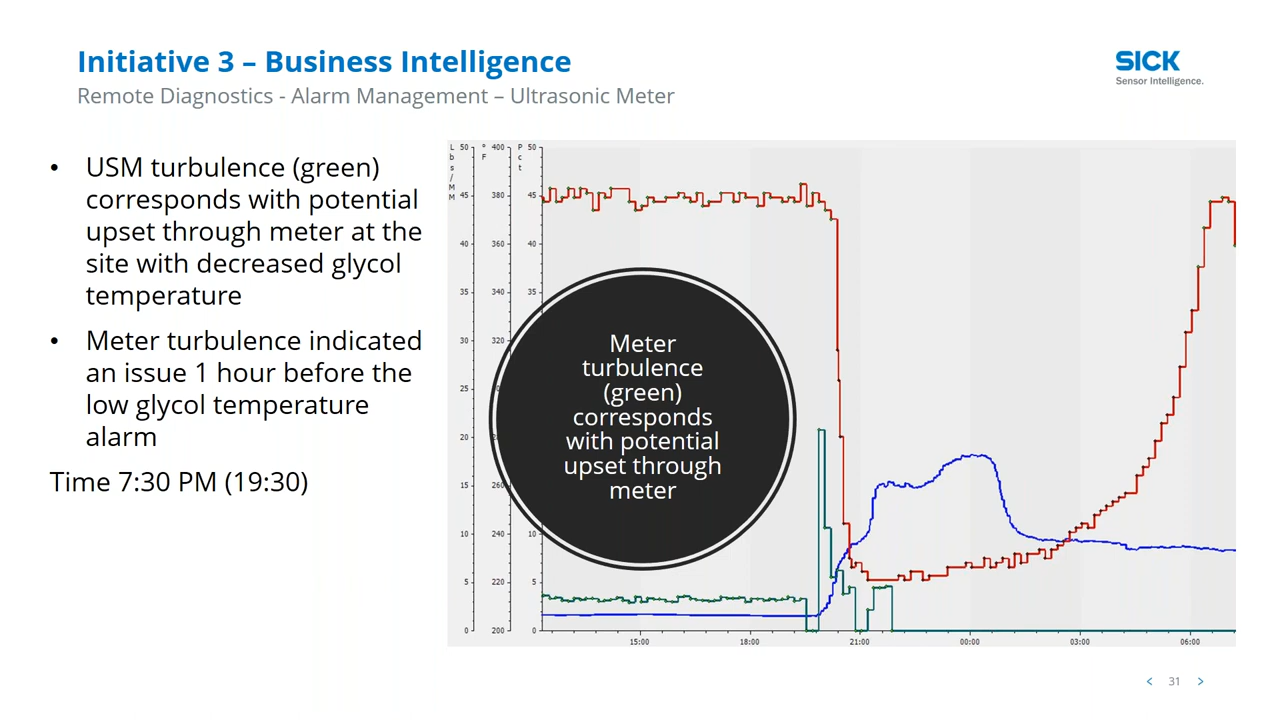 Initiative 3 – Business Intelligence
Remote Diagnostics - Alarm Management – Ultrasonic Meter
SICK
Sensor Intelligence.
• USM turbulence (green)
corresponds with potential
upset through meter at the
site with decreased glycol
temperature
• Meter turbulence indicated
an issue 1 hour before the
low glycol temperature
alarm
Time 7:30 PM (19:30)
Lbs/MM
50
45
40
35
30
25
20
15
10
5
0
°F
400
380
360
340
320
260
240
220
200
Pct
50
45
40
35
10
5
0
Meter
turbulence
(green)
corresponds
with potential
upset through
meter
15:00 18:00 21:00 00:00 03:00 06:00
< 31 >